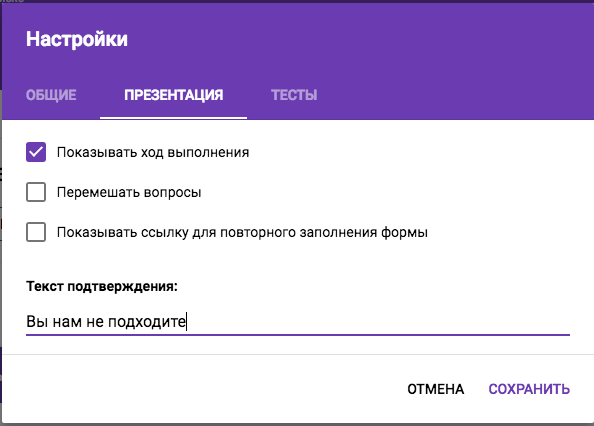 Настройки
ОБЩИЕ ПРЕЗЕНТАЦИЯ ТЕСТЫ
Показывать ход выполнения
Перемешать вопросы
Показывать ссылку для повторного заполнения формы
Текст подтверждения:
Вы нам не подходите
ОТМЕНА СОХРАНИТЬ